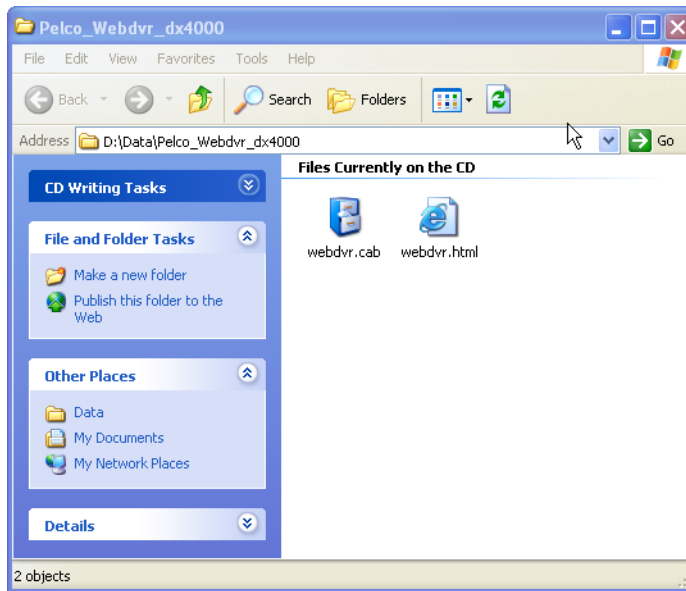 Pelco_Webdvr_dx4000
File Edit View Favorites Tools Help
Back Search Folders
Address D:\Data\Pelco_Webdvr_dx4000 Go
CD Writing Tasks
File and Folder Tasks
Make a new folder
Publish this folder to the
Web
Other Places
Data
My Documents
My Network Places
Details
Files Currently on the CD
webdvr.cab webdvr.html
2 objects